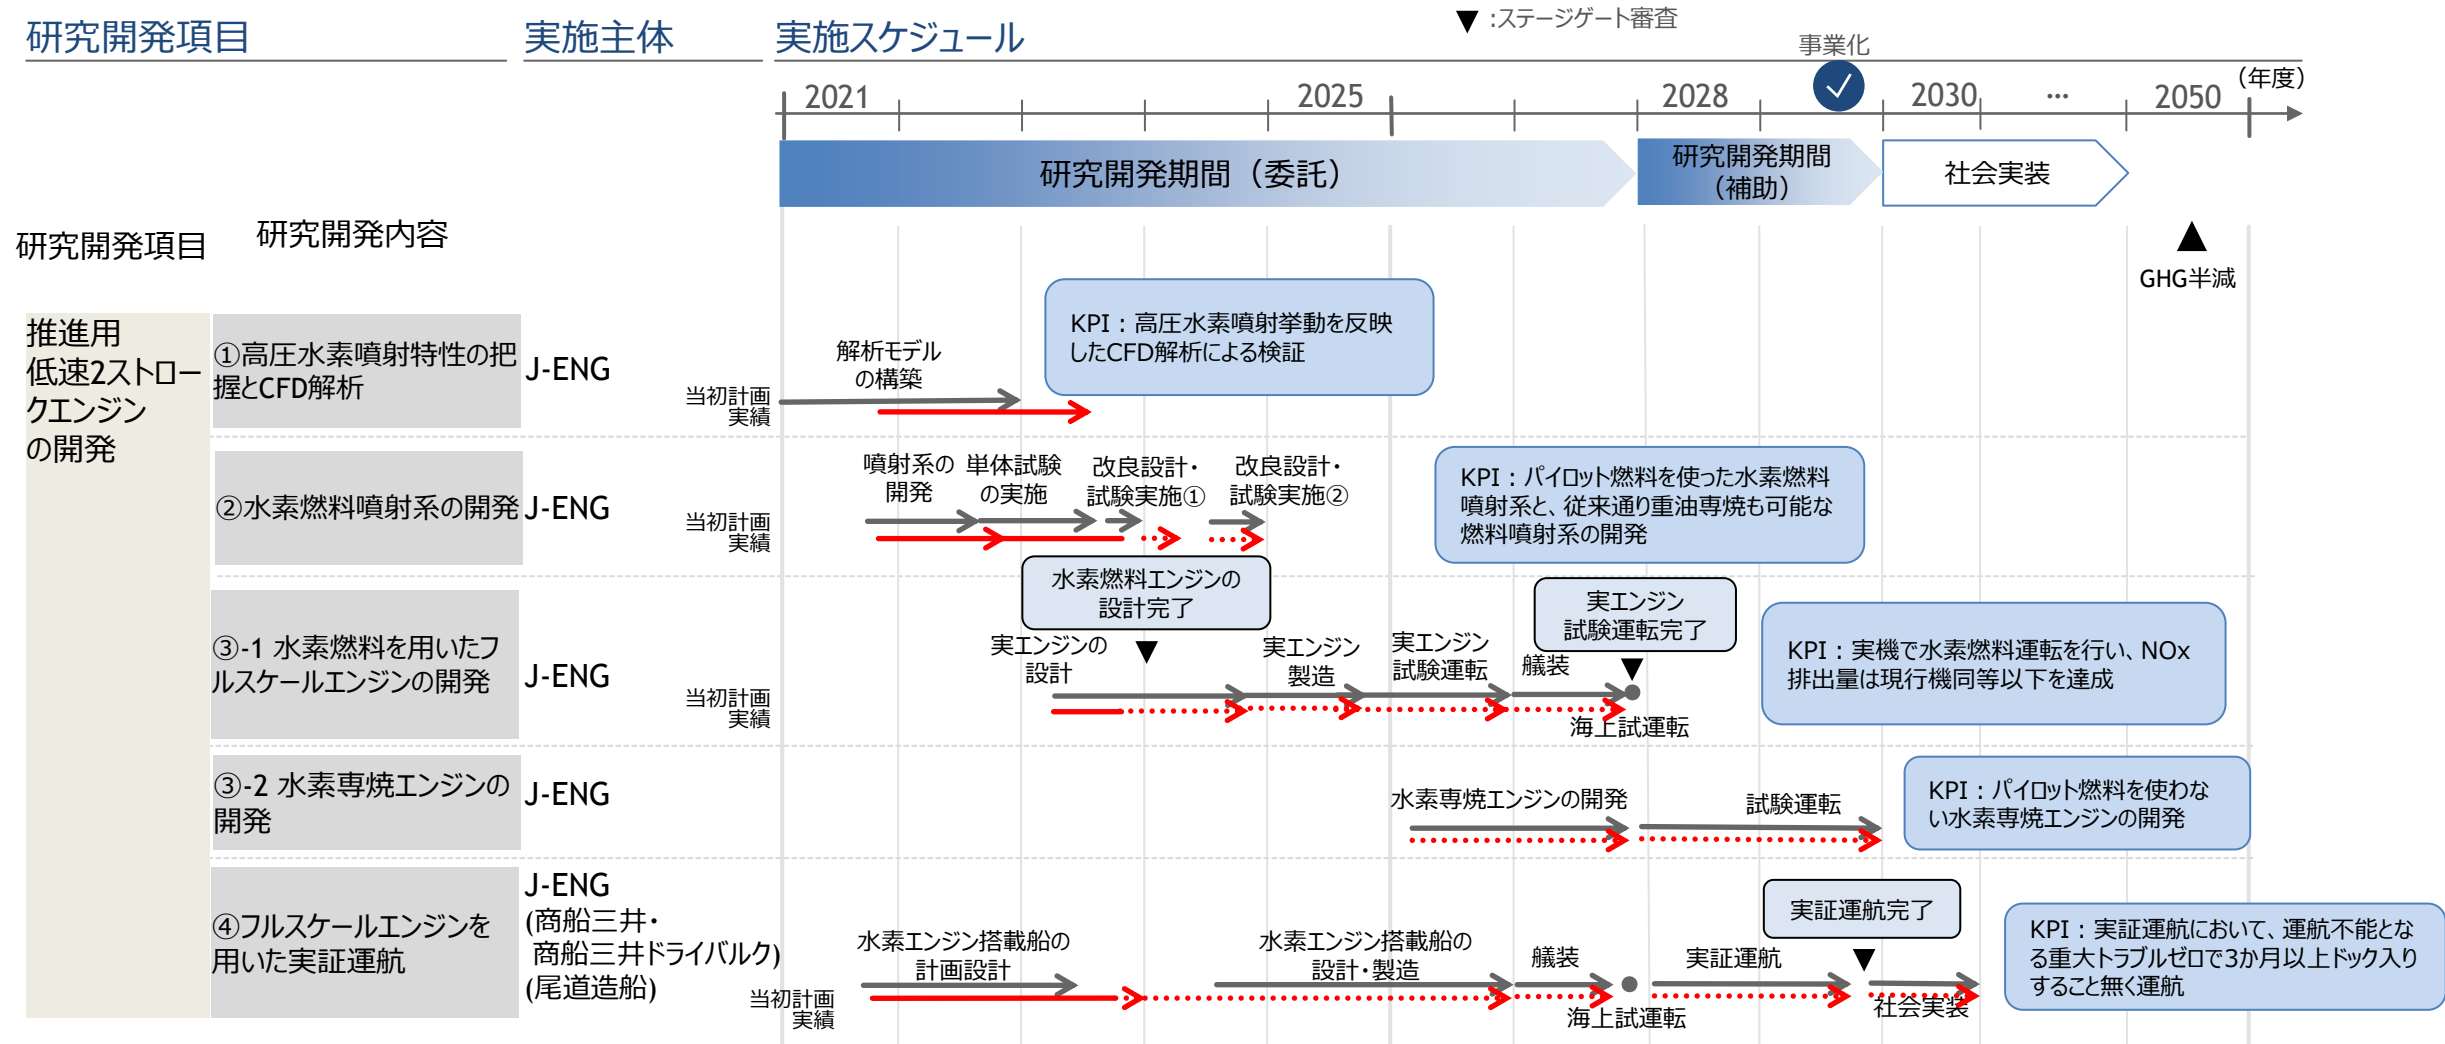 ▼:ステージゲート審査
研究開発項目
実施主体
実施スケジュール
事業化
(年度)
2021
2025
2028
2030
…
2050
研究開発期間(委託)
研究開発期間
(補助)
社会実装
研究開発項目
研究開発内容
GHG半減
推進用
低速2ストロー
クエンジン
の開発
①高圧水素噴射特性の把
握とCFD解析
J-ENG
当初計画
実績
解析モデル
の構築
KPI:高圧水素噴射挙動を反映
したCFD解析による検証
②水素燃料噴射系の開発
J-ENG
当初計画
実績
噴射系の
開発
単体試験
の実施
改良設計・
試験実施①
改良設計・
試験実施②
KPI:パイロット燃料を使った水素燃料
噴射系と、従来通り重油専焼も可能な
燃料噴射系の開発
③-1 水素燃料を用いたフ
ルスケールエンジンの開発
J-ENG
当初計画
実績
水素燃料エンジンの
設計完了
実エンジンの
設計
実エンジン
製造
実エンジン
試験運転
艤装
実エンジン
試験運転完了
海上試運転
KPI:実機で水素燃料運転を行い、NOx
排出量は現行機同等以下を達成
③-2 水素専焼エンジンの
開発
J-ENG
水素専焼エンジンの開発
試験運転
KPI:パイロット燃料を使わな
い水素専焼エンジンの開発
④フルスケールエンジンを
用いた実証運航
J-ENG
(商船三井・
商船三井ドライバルク)
(尾道造船)
当初計画
実績
水素エンジン搭載船の
計画設計
水素エンジン搭載船の
設計・製造
艤装
海上試運転
実証運航
実証運航完了
社会実装
KPI:実証運航において、運航不能とな
る重大トラブルゼロで3か月以上ドック入り
すること無く運航